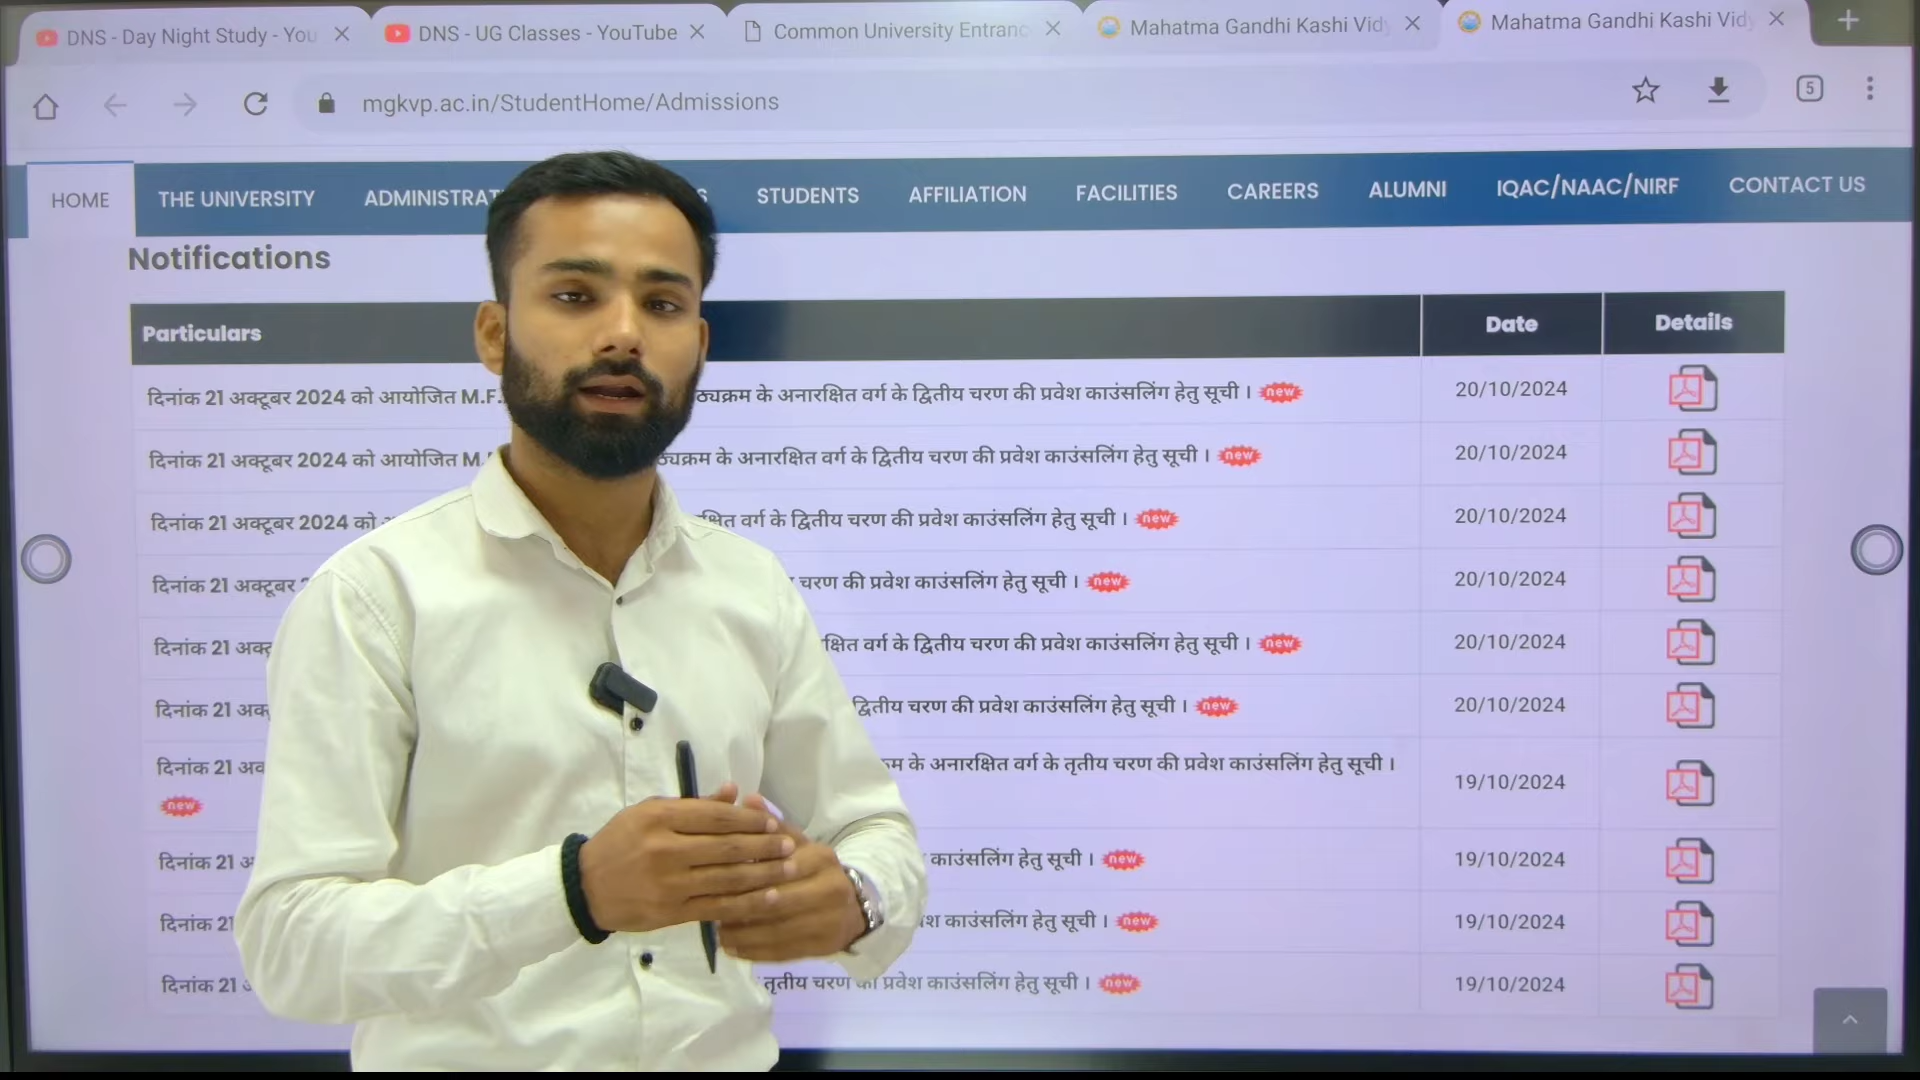 DNS - Day Night Study - You
DNS - UG Classes - YouTube
Common University Entranc
Mahatma Gandhi Kashi Vidy
Mahatma Gandhi Kashi Vidy
mgkvp.ac.in/StudentHome/Admissions
5
HOME THE UNIVERSITY ADMINISTRAT S STUDENTS AFFILIATION FACILITIES CAREERS ALUMNI IQAC/NAAC/NIRF CONTACT US
Notifications
Particulars Date Details
दिनांक 21 अक्टूबर 2024 को आयोजित M.F. ठ्यक्रम के अनारक्षित वर्ग के द्वितीय चरण की प्रवेश काउंसलिंग हेतु सूची । new 20/10/2024
दिनांक 21 अक्टूबर 2024 को आयोजित M. ठ्यक्रम के अनारक्षित वर्ग के द्वितीय चरण की प्रवेश काउंसलिंग हेतु सूची । new 20/10/2024
दिनांक 21 अक्टूबर 2024 को क्षित वर्ग के द्वितीय चरण की प्रवेश काउंसलिंग हेतु सूची । new 20/10/2024
दिनांक 21 अक्टूबर चरण की प्रवेश काउंसलिंग हेतु सूची । new 20/10/2024
दिनांक 21 अक्टू क्षित वर्ग के द्वितीय चरण की प्रवेश काउंसलिंग हेतु सूची । new 20/10/2024
दिनांक 21 अक् द्वितीय चरण की प्रवेश काउंसलिंग हेतु सूची । new 20/10/2024
दिनांक 21 अक् के अनारक्षित वर्ग के तृतीय चरण की प्रवेश काउंसलिंग हेतु सूची । 19/10/2024
new
दिनांक 21 काउंसलिंग हेतु सूची । new 19/10/2024
दिनांक 21 काउंसलिंग हेतु सूची । new 19/10/2024
दिनांक 21 तृतीय चरण की प्रवेश काउंसलिंग हेतु सूची । new 19/10/2024